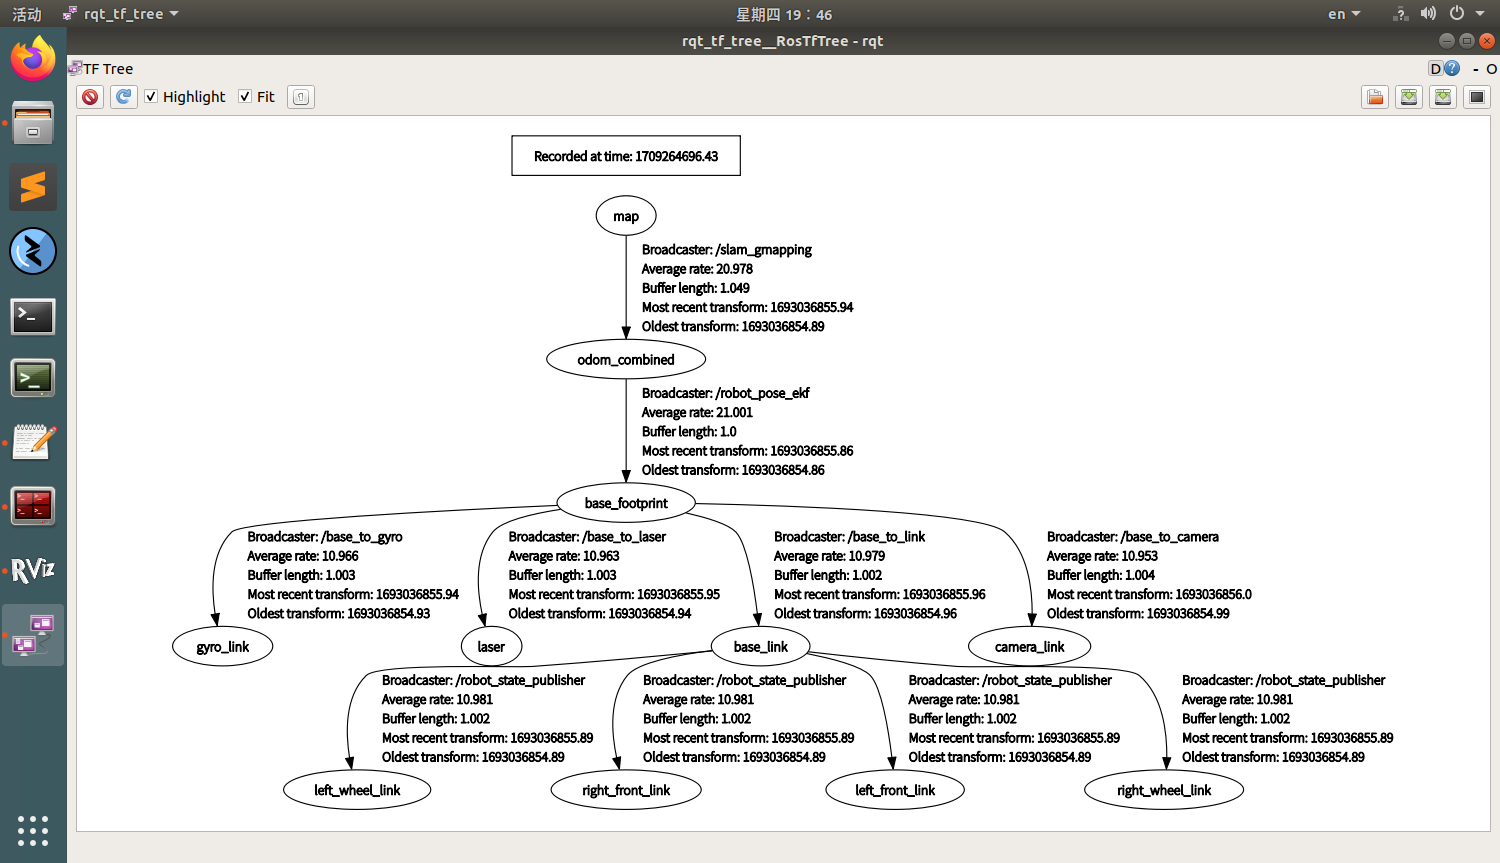 活动
rqt_tf_tree
星期四 19：46
en
rqt_tf_tree__RosTfTree - rqt
TF Tree
D
?
- O
Highlight
Fit
Recorded at time: 1709264696.43
map
Broadcaster: /slam_gmapping
Average rate: 20.978
Buffer length: 1.049
Most recent transform: 1693036855.94
Oldest transform: 1693036854.89
odom_combined
Broadcaster: /robot_pose_ekf
Average rate: 21.001
Buffer length: 1.0
Most recent transform: 1693036855.86
Oldest transform: 1693036854.86
base_footprint
Broadcaster: /base_to_gyro
Average rate: 10.966
Buffer length: 1.003
Most recent transform: 1693036855.94
Oldest transform: 1693036854.93
Broadcaster: /base_to_laser
Average rate: 10.963
Buffer length: 1.003
Most recent transform: 1693036855.95
Oldest transform: 1693036854.94
Broadcaster: /base_to_link
Average rate: 10.979
Buffer length: 1.002
Most recent transform: 1693036855.96
Oldest transform: 1693036854.96
Broadcaster: /base_to_camera
Average rate: 10.953
Buffer length: 1.004
Most recent transform: 1693036856.0
Oldest transform: 1693036854.99
gyro_link
laser
base_link
camera_link
Broadcaster: /robot_state_publisher
Average rate: 10.981
Buffer length: 1.002
Most recent transform: 1693036855.89
Oldest transform: 1693036854.89
Broadcaster: /robot_state_publisher
Average rate: 10.981
Buffer length: 1.002
Most recent transform: 1693036855.89
Oldest transform: 1693036854.89
Broadcaster: /robot_state_publisher
Average rate: 10.981
Buffer length: 1.002
Most recent transform: 1693036855.89
Oldest transform: 1693036854.89
Broadcaster: /robot_state_publisher
Average rate: 10.981
Buffer length: 1.002
Most recent transform: 1693036855.89
Oldest transform: 1693036854.89
left_wheel_link
right_front_link
left_front_link
right_wheel_link
RViz